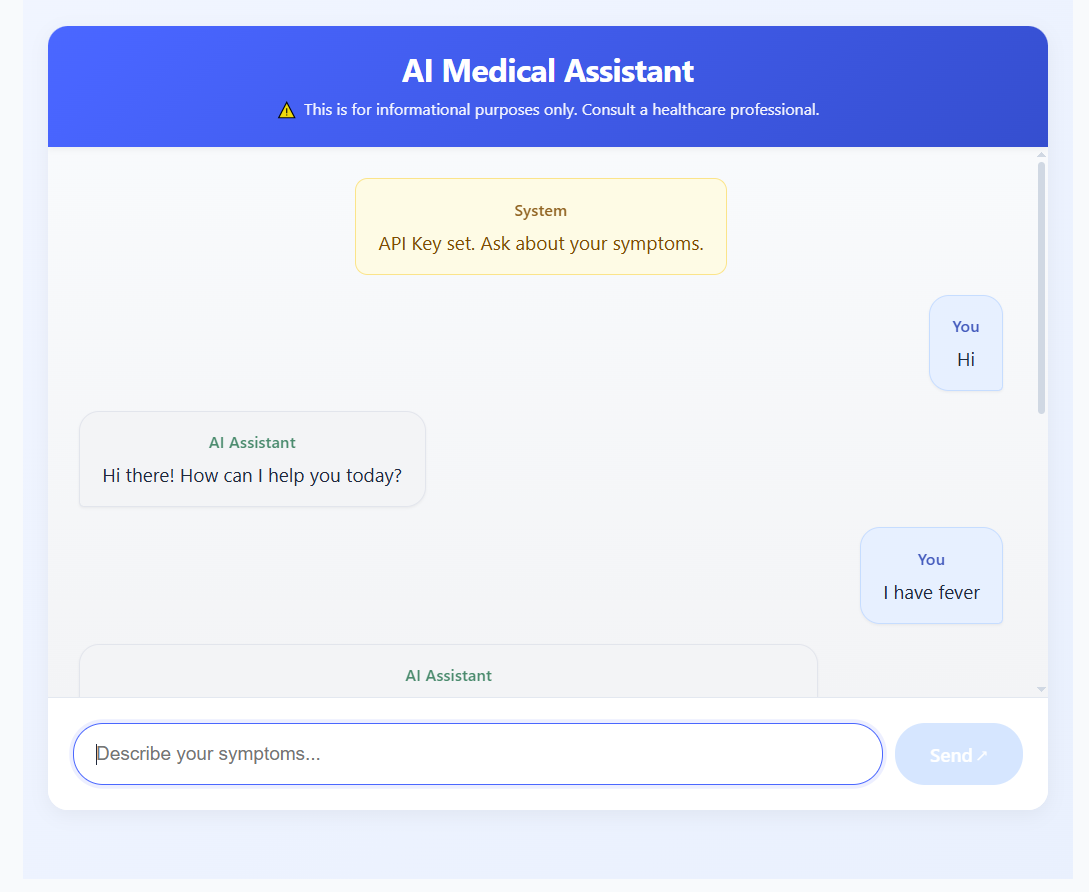 AI Medical Assistant
⚠️ This is for informational purposes only. Consult a healthcare professional.
System
API Key set. Ask about your symptoms.
You
Hi
AI Assistant
Hi there! How can I help you today?
You
I have fever
AI Assistant
Describe your symptoms...
Send ↗